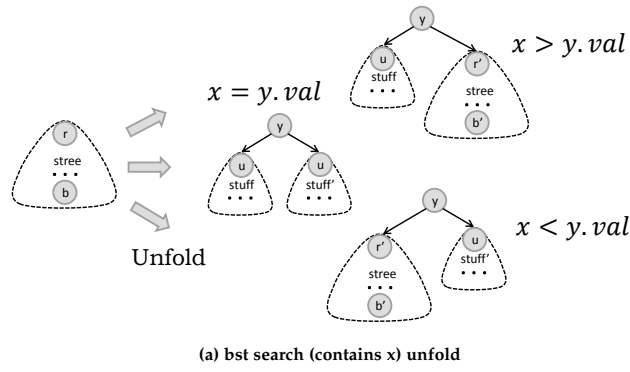 r
stree
• • •
b
Unfold
x = y.val
y
u
stuff
• • •
u
stuff'
• • •
y
u
stuff
• • •
r'
stree
• • •
b'
x > y.val
y
r'
stree
• • •
b'
u
stuff'
• • •
x < y.val
(a) bst search (contains x) unfold